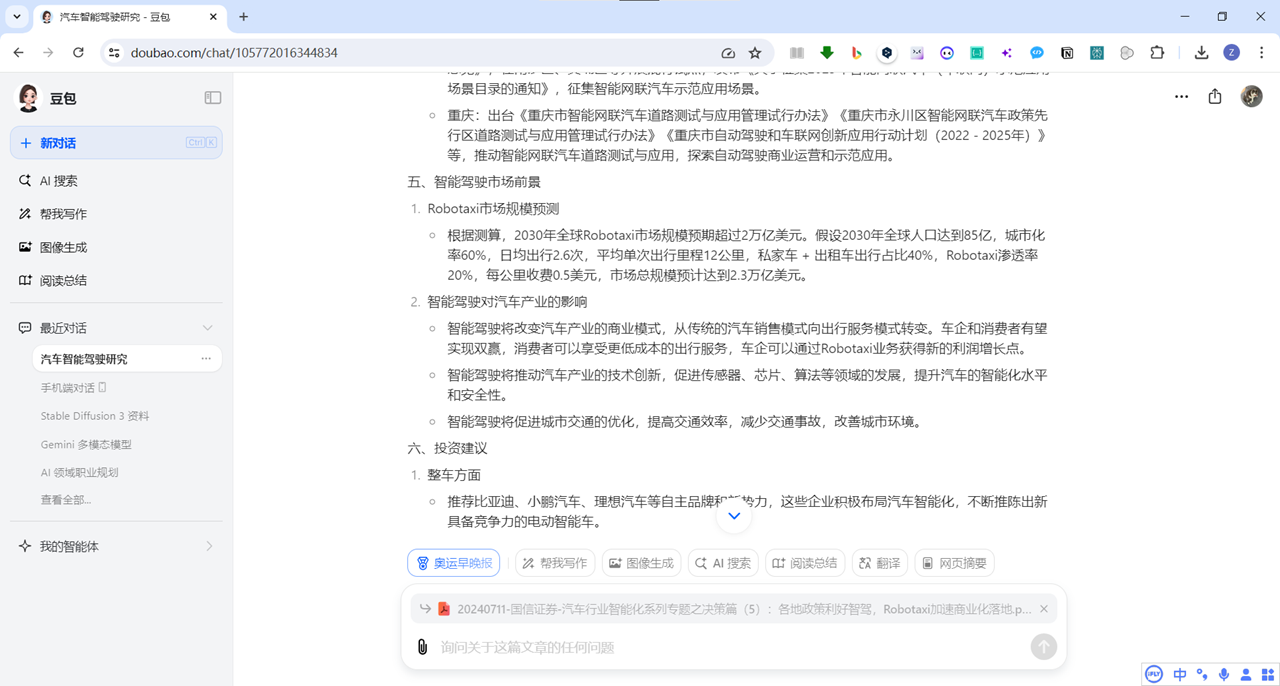 汽车智能驾驶研究 - 豆包
doubao.com/chat/105772016344834
豆包
新对话
Ctrl K
AI 搜索
帮我写作
图像生成
阅读总结
最近对话
汽车智能驾驶研究
手机端对话
Stable Diffusion 3 资料
Gemini 多模态模型
AI 领域职业规划
查看全部...
我的智能体
场景目录的通知》，征集智能网联汽车示范应用场景。
重庆：出台《重庆市智能网联汽车道路测试与应用管理试行办法》《重庆市永川区智能网联汽车政策先
行区道路测试与应用管理试行办法》《重庆市自动驾驶和车联网创新应用行动计划（2022 - 2025年）》
等，推动智能网联汽车道路测试与应用，探索自动驾驶商业运营和示范应用。
五、智能驾驶市场前景
1. Robotaxi市场规模预测
根据测算，2030年全球Robotaxi市场规模预期超过2万亿美元。假设2030年全球人口达到85亿，城市化
率60%，日均出行2.6次，平均单次出行里程12公里，私家车 + 出租车出行占比40%，Robotaxi渗透率
20%，每公里收费0.5美元，市场总规模预计达到2.3万亿美元。
2. 智能驾驶对汽车产业的影响
智能驾驶将改变汽车产业的商业模式，从传统的汽车销售模式向出行服务模式转变。车企和消费者有望
实现双赢，消费者可以享受更低成本的出行服务，车企可以通过Robotaxi业务获得新的利润增长点。
智能驾驶将推动汽车产业的技术创新，促进传感器、芯片、算法等领域的发展，提升汽车的智能化水平
和安全性。
智能驾驶将促进城市交通的优化，提高交通效率，减少交通事故，改善城市环境。
六、投资建议
1. 整车方面
推荐比亚迪、小鹏汽车、理想汽车等自主品牌和新势力，这些企业积极布局汽车智能化，不断推陈出新
具备竞争力的电动智能车。
奥运早晚报
帮我写作
图像生成
AI 搜索
阅读总结
翻译
网页摘要
20240711-国信证券-汽车行业智能化系列专题之决策篇（5）：各地政策利好智驾，Robotaxi加速商业化落地.p...
询问关于这篇文章的任何问题
iFLY 中